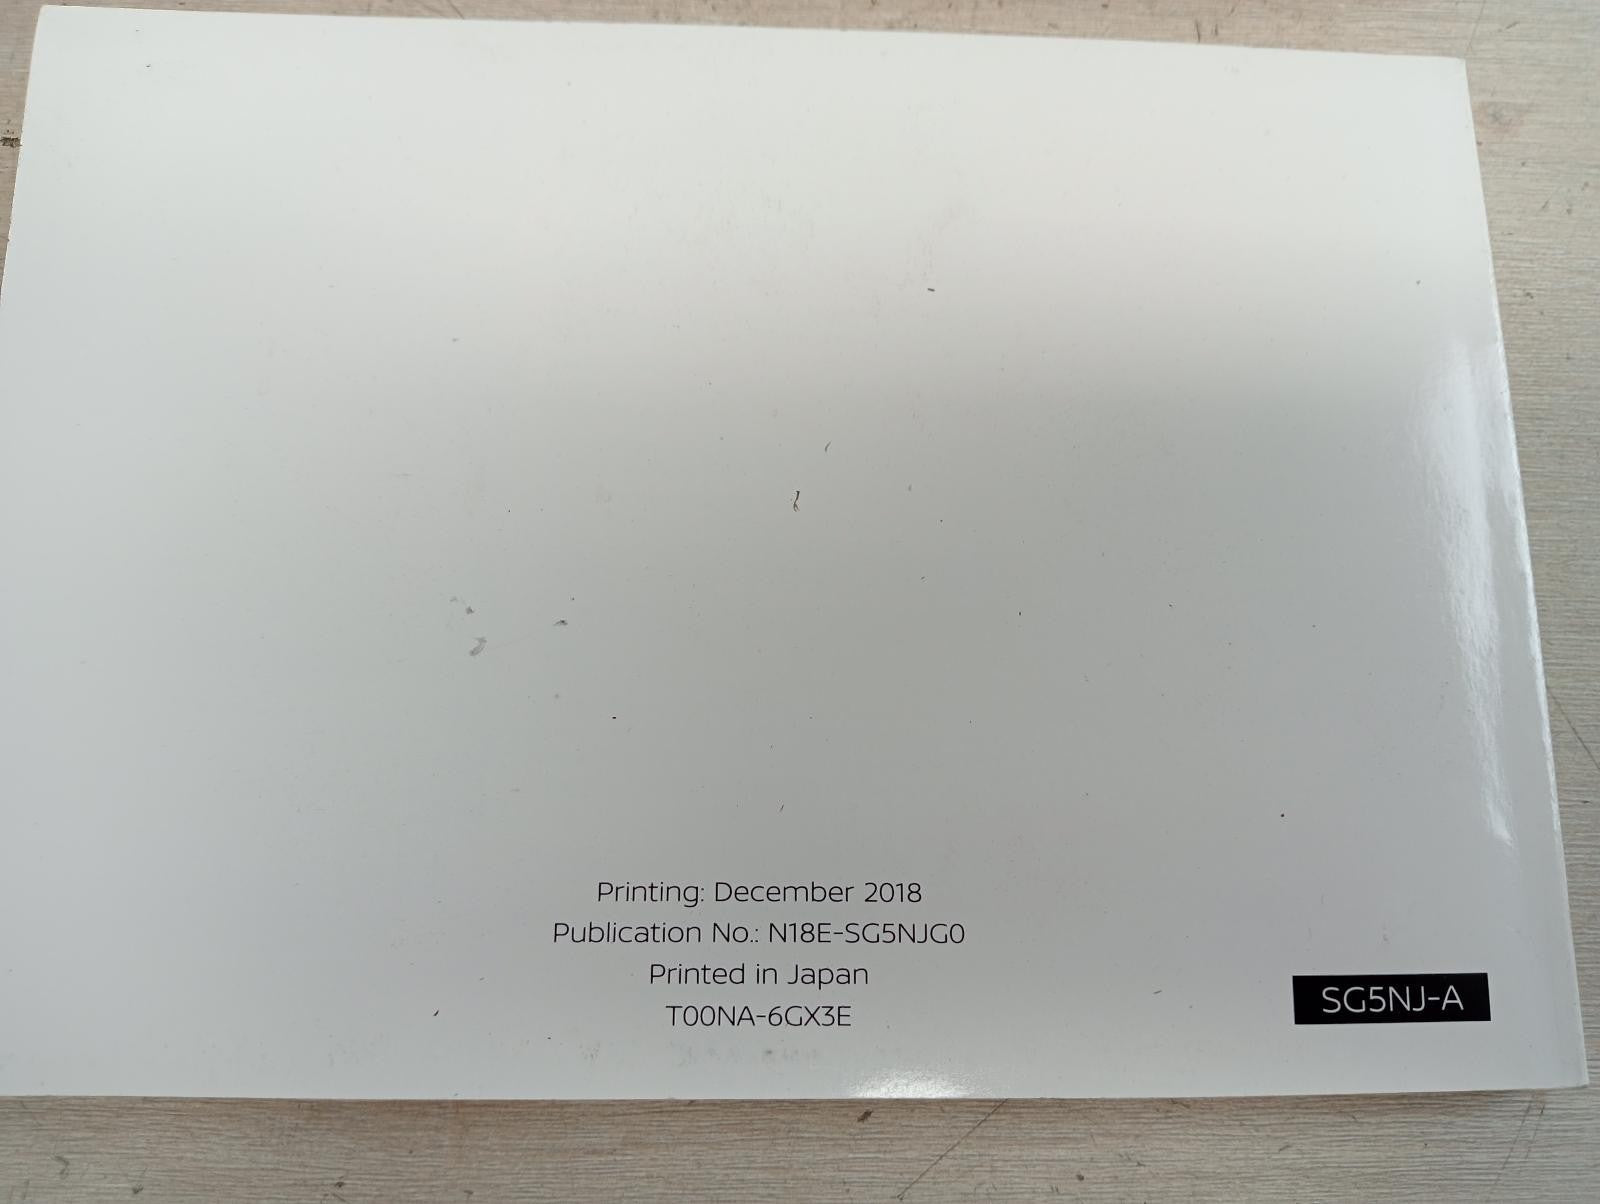 Printing: December 2018
Publication No.: N18E-SG5NJG0
Printed in Japan
T00NA-6GX3E
SG5NJ-A